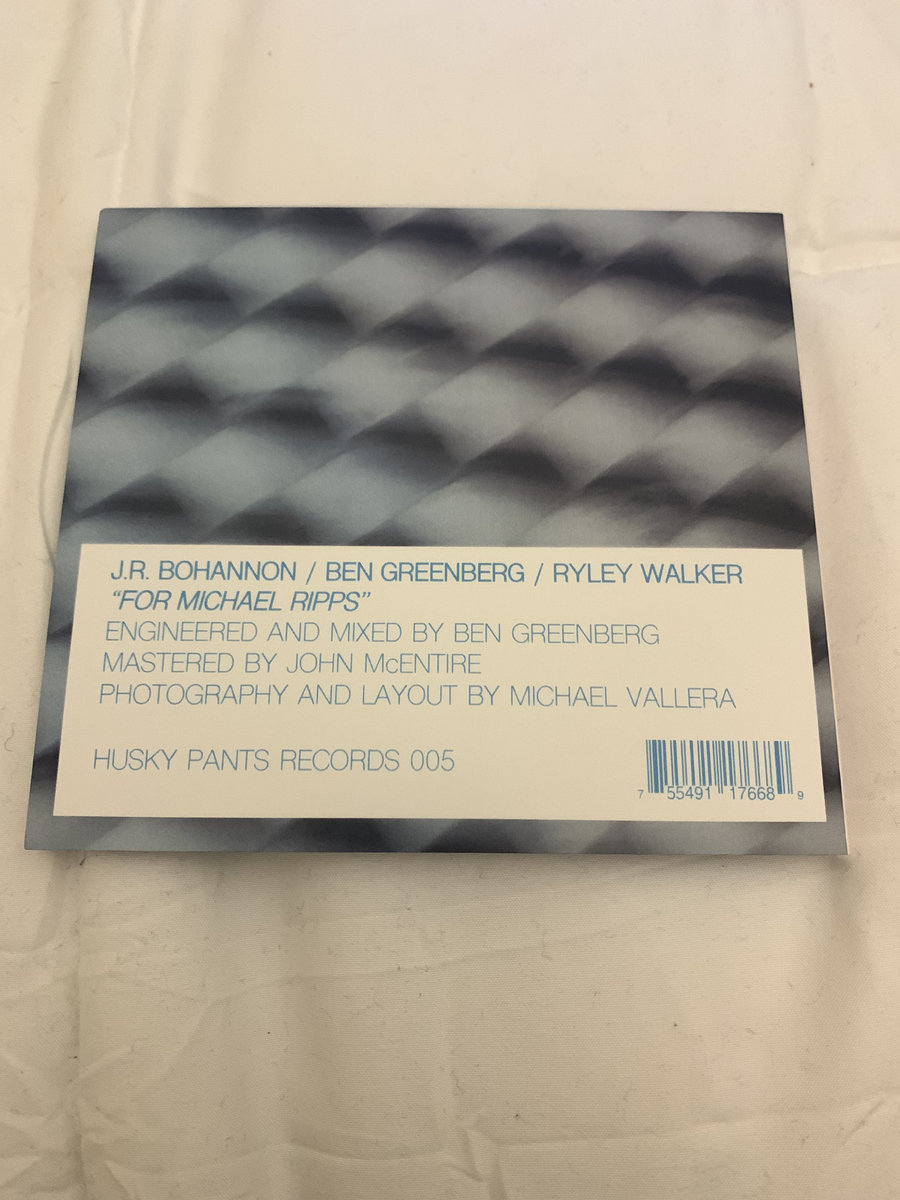 J.R. BOHANNON / BEN GREENBERG / RYLEY WALKER
“FOR MICHAEL RIPPS”
ENGINEERED AND MIXED BY BEN GREENBERG
MASTERED BY JOHN McENTIRE
PHOTOGRAPHY AND LAYOUT BY MICHAEL VALLERA
HUSKY PANTS RECORDS 005
7 55491 17668 9